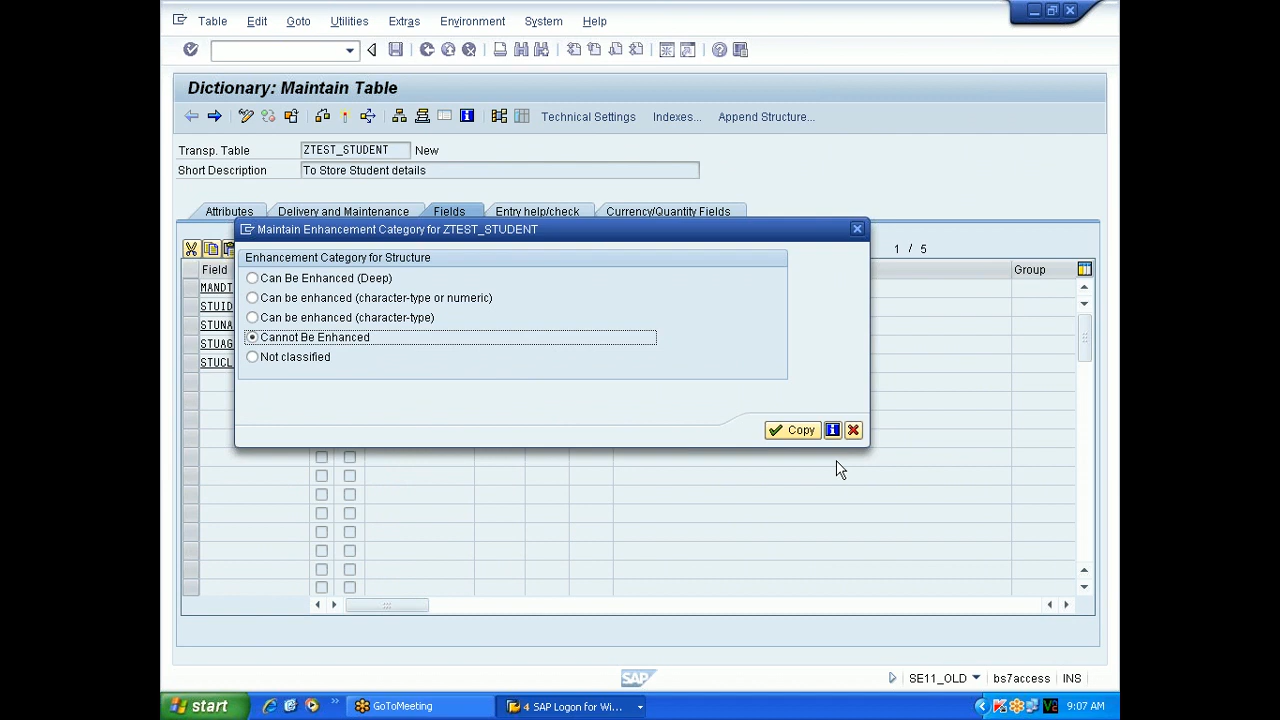 Table Edit Goto Utilities Extras Environment System Help
Dictionary: Maintain Table
Technical Settings Indexes... Append Structure...
Transp. Table ZTEST_STUDENT New
Short Description To Store Student details
Attributes Delivery and Maintenance Fields Entry help/check Currency/Quantity Fields
Maintain Enhancement Category for ZTEST_STUDENT
1 / 5
Enhancement Category for Structure
Field Group
Can Be Enhanced (Deep)
MANDT
Can be enhanced (character-type or numeric)
STUID
Can be enhanced (character-type)
STUNA
Cannot Be Enhanced
STUAG
Not classified
STUCL
Copy
SAP SE11_OLD bs7access INS
start GoToMeeting 4 SAP Logon for Wi... 9:07 AM